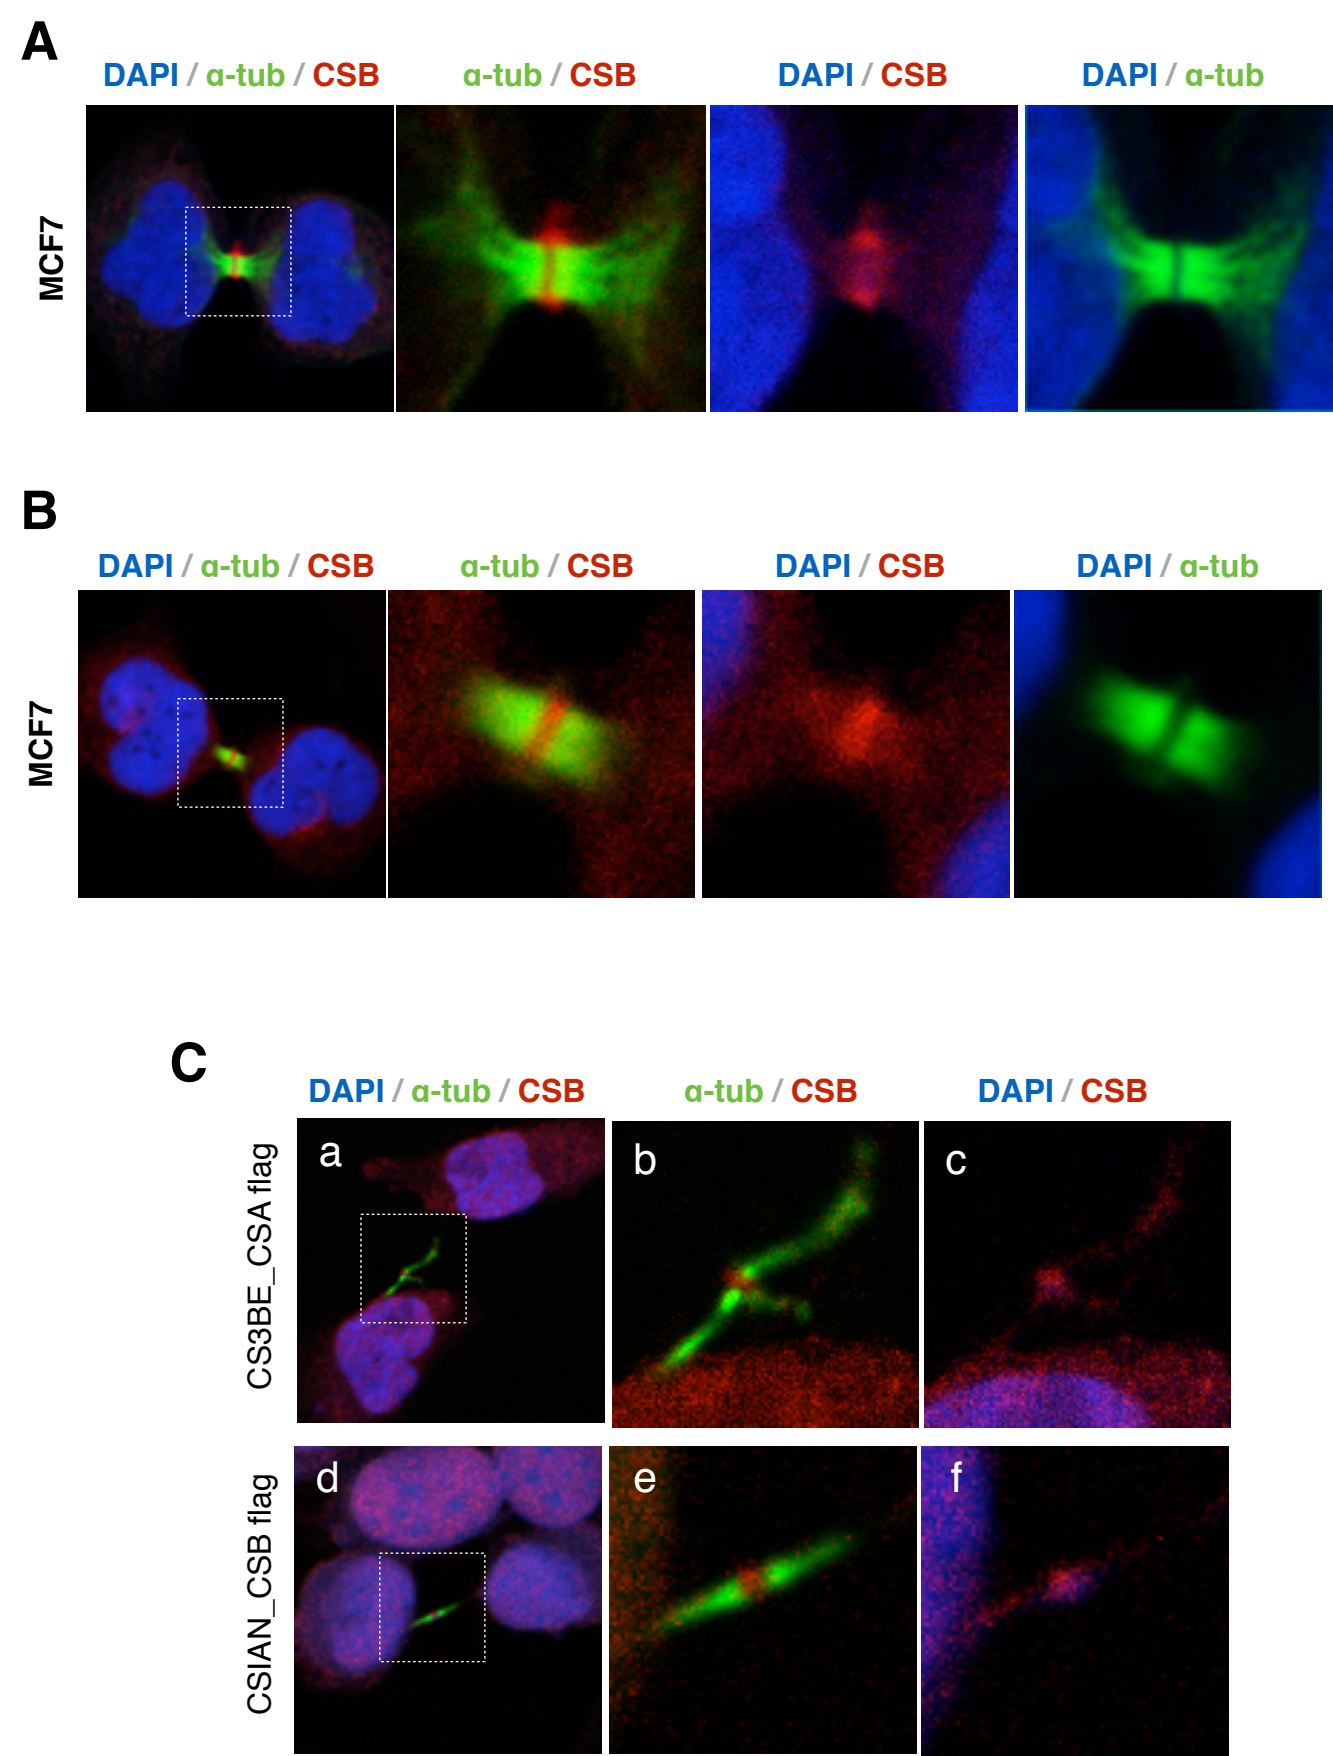 A
DAPI / α-tub / CSB
α-tub / CSB
DAPI / CSB
DAPI / α-tub
MCF7
B
DAPI / α-tub / CSB
α-tub / CSB
DAPI / CSB
DAPI / α-tub
MCF7
C
DAPI / α-tub / CSB
α-tub / CSB
DAPI / CSB
CS3BE_CSA flag
a
b
c
CSIAN_CSB flag
d
e
f